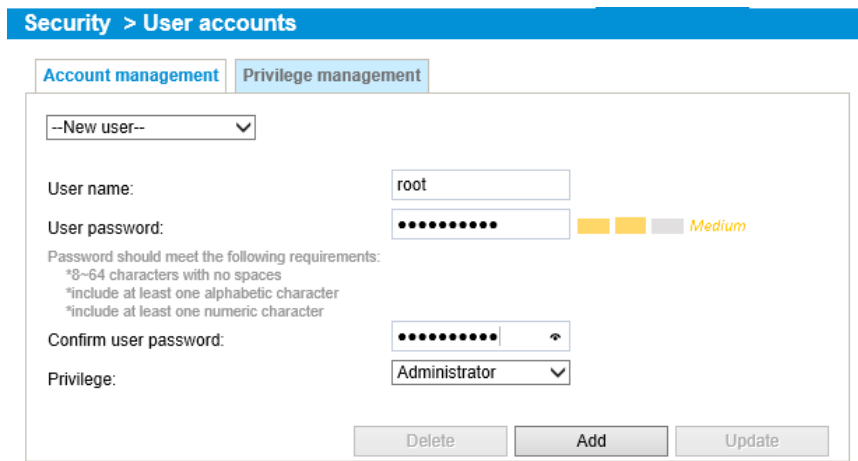 Security > User accounts
Account management Privilege management
--New user--
User name: root
User password: ●●●●●●●●●● Medium
Password should meet the following requirements:
*8~64 characters with no spaces
*include at least one alphabetic character
*include at least one numeric character
Confirm user password: ●●●●●●●●●●
Privilege: Administrator
Delete Add Update